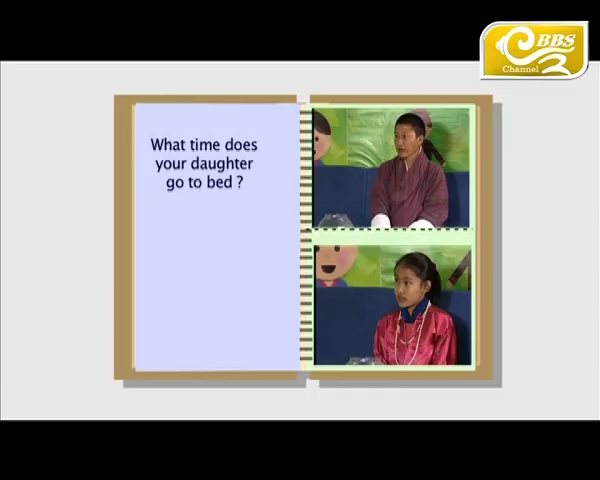 BBS
Channel 2
What time does
your daughter
go to bed ?